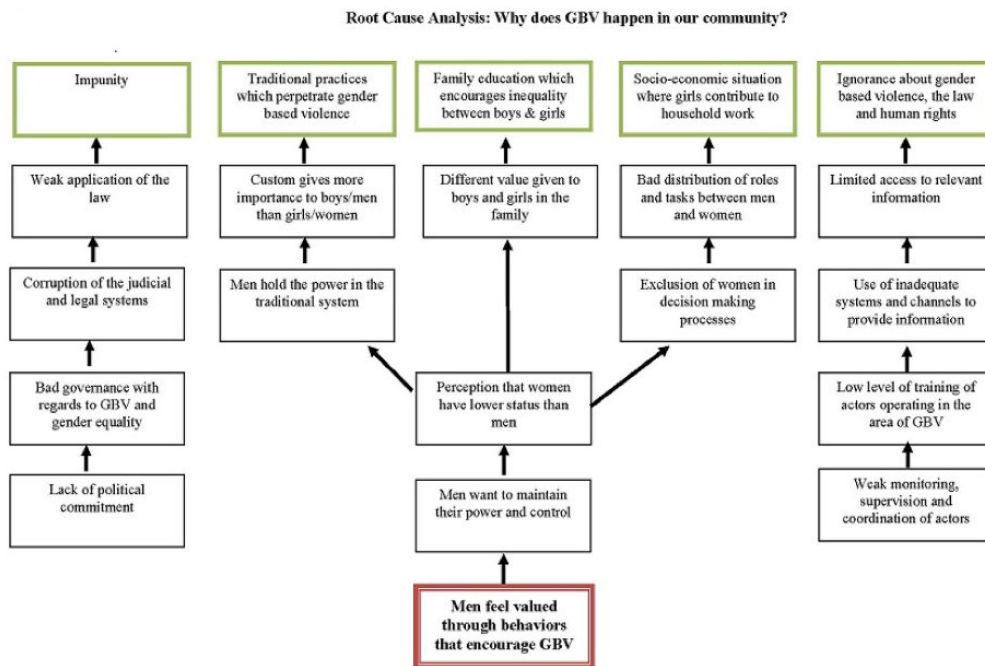 Root Cause Analysis: Why does GBV happen in our community?
Impunity
Traditional practices
which perpetrate gender
based violence
Family education which
encourages inequality
between boys & girls
Socio-economic situation
where girls contribute to
household work
Ignorance about gender
based violence, the law
and human rights
Weak application of the
law
Custom gives more
importance to boys/men
than girls/women
Different value given to
boys and girls in the
family
Bad distribution of roles
and tasks between men
and women
Limited access to relevant
information
Corruption of the judicial
and legal systems
Men hold the power in the
traditional system
Exclusion of women in
decision making
processes
Use of inadequate
systems and channels to
provide information
Bad governance with
regards to GBV and
gender equality
Perception that women
have lower status than
men
Low level of training of
actors operating in the
area of GBV
Lack of political
commitment
Men want to maintain
their power and control
Weak monitoring,
supervision and
coordination of actors
Men feel valued
through behaviors
that encourage GBV